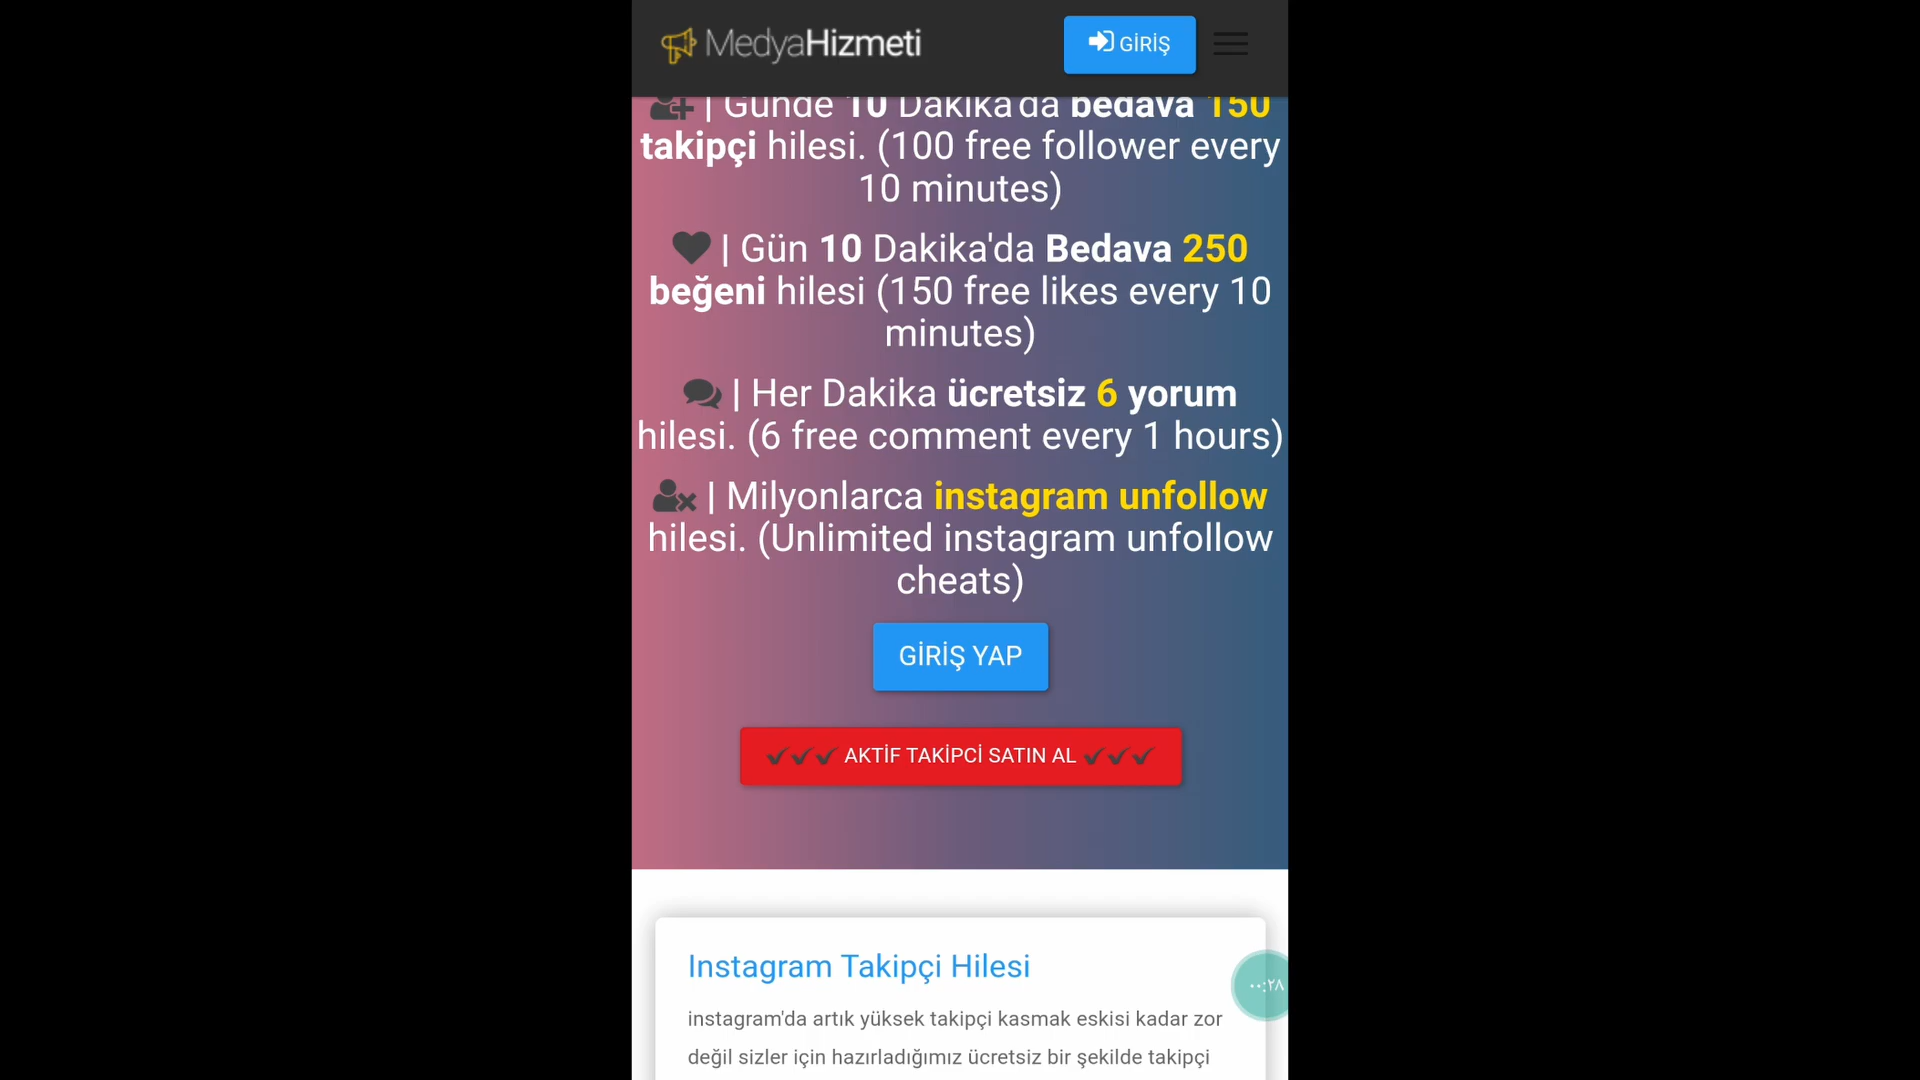 MedyaHizmeti
GİRİŞ
| Günde 10 Dakika'da bedava 150
takipçi hilesi. (100 free follower every
10 minutes)
| Gün 10 Dakika'da Bedava 250
beğeni hilesi (150 free likes every 10
minutes)
| Her Dakika ücretsiz 6 yorum
hilesi. (6 free comment every 1 hours)
| Milyonlarca instagram unfollow
hilesi. (Unlimited instagram unfollow
cheats)
GİRİŞ YAP
✓✓✓ AKTİF TAKİPCİ SATIN AL ✓✓✓
Instagram Takipçi Hilesi
instagram'da artık yüksek takipçi kasmak eskisi kadar zor
değil sizler için hazırladığımız ücretsiz bir şekilde takipçi
٠٠:٢٨